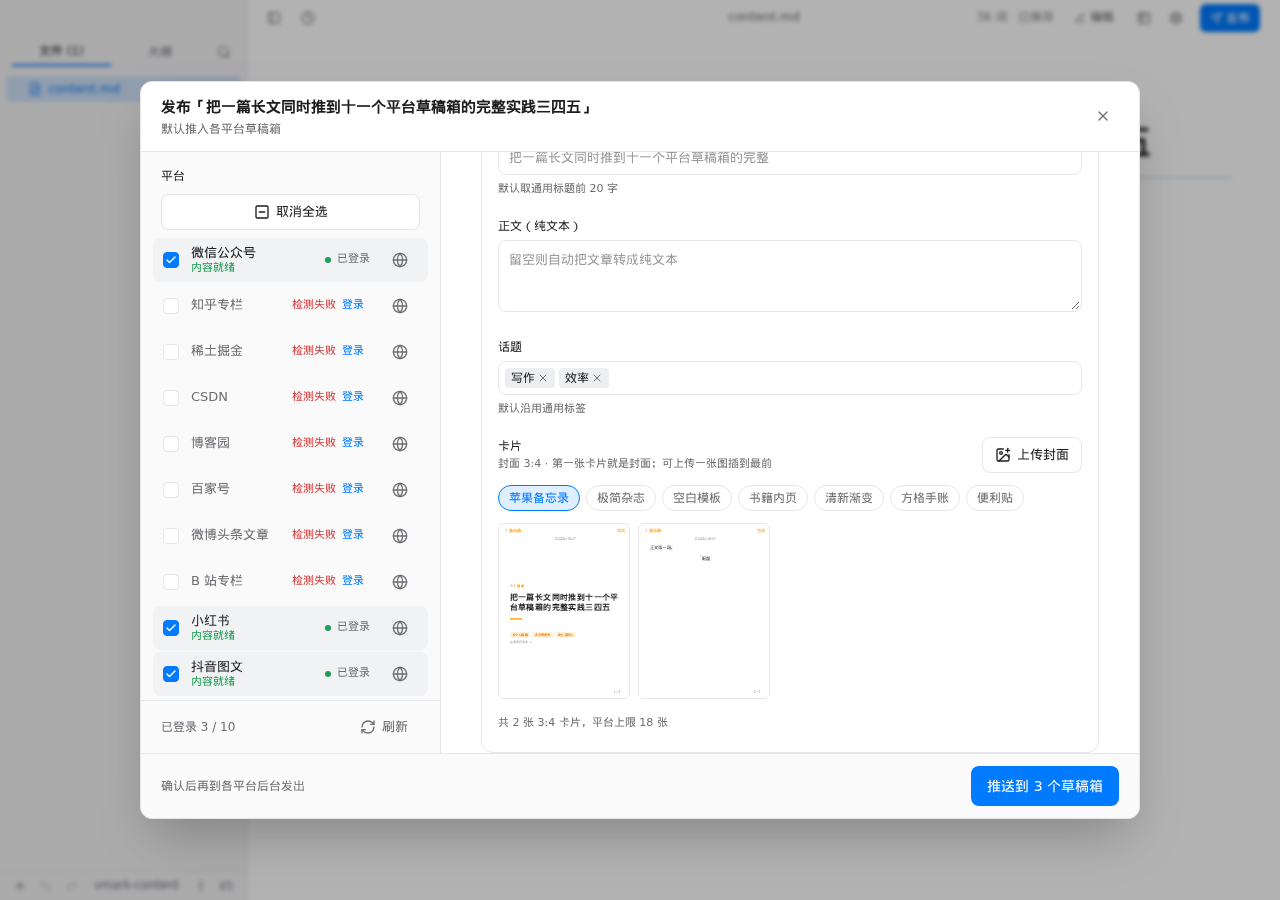 content.md
36 词 · 已保存
编辑
发布
文件 (1)
大纲
content.md
发布「把一篇长文同时推到十一个平台草稿箱的完整实践三四五」
默认推入各平台草稿箱
平台
取消全选
微信公众号
内容就绪
已登录
知乎专栏 检测失败 登录
稀土掘金 检测失败 登录
CSDN 检测失败 登录
博客园 检测失败 登录
百家号 检测失败 登录
微博头条文章 检测失败 登录
B 站专栏 检测失败 登录
小红书
内容就绪
已登录
抖音图文
内容就绪
已登录
已登录 3 / 10
刷新
把一篇长文同时推到十一个平台草稿箱的完整
默认取通用标题前 20 字
正文（纯文本）
留空则自动把文章转成纯文本
话题
写作
效率
默认沿用通用标签
卡片
封面 3:4 · 第一张卡片就是封面；可上传一张图插到最前
上传封面
苹果备忘录 极简杂志 空白模板 书籍内页 清新渐变 方格手账 便利贴
把一篇长文同时推到十一个平
台草稿箱的完整实践三四五
正文第一段。
共 2 张 3:4 卡片，平台上限 18 张
确认后再到各平台后台发出
推送到 3 个草稿箱
vmark-content